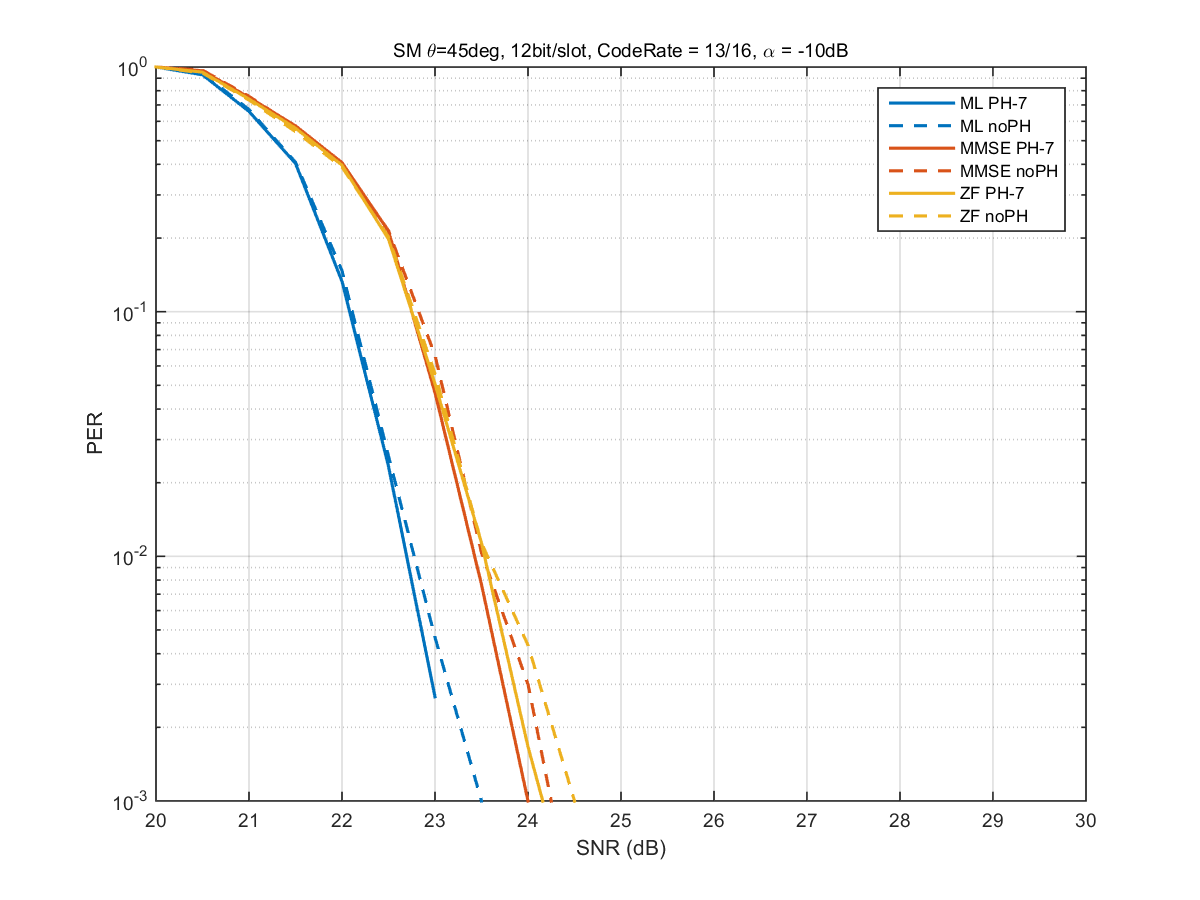 SM θ=45deg, 12bit/slot, CodeRate = 13/16, α = -10dB
10^0
10^-1
10^-2
10^-3
PER
ML PH-7
ML noPH
MMSE PH-7
MMSE noPH
ZF PH-7
ZF noPH
20 21 22 23 24 25 26 27 28 29 30
SNR (dB)